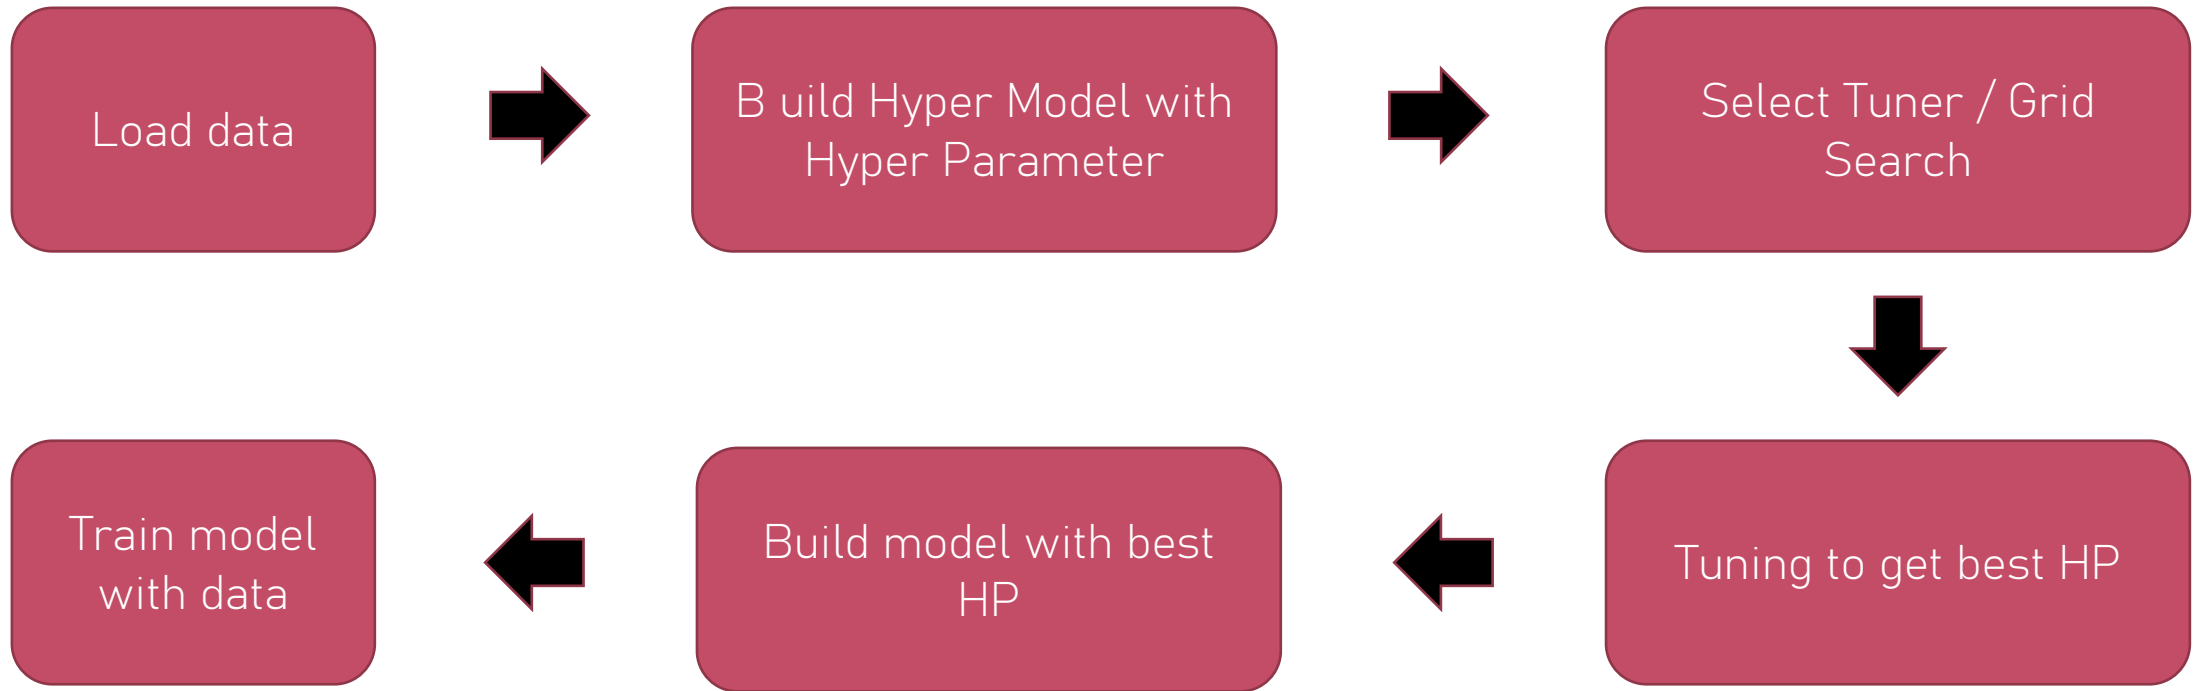 Load data
B uild Hyper Model with
Hyper Parameter
Select Tuner / Grid
Search
Tuning to get best HP
Build model with best
HP
Train model
with data